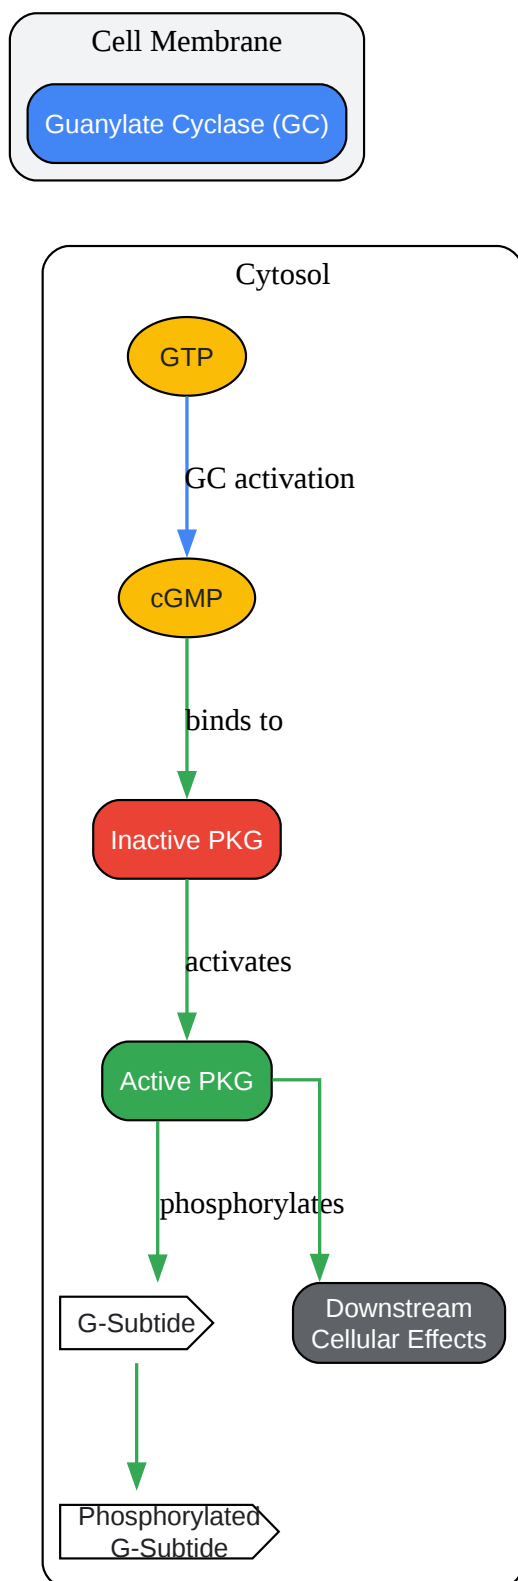 Cell Membrane
Guanylate Cyclase (GC)
Cytosol
GTP
GC activation
cGMP
binds to
Inactive PKG
activates
Active PKG
phosphorylates
G-Subtide
Downstream
Cellular Effects
Phosphorylated
G-Subtide